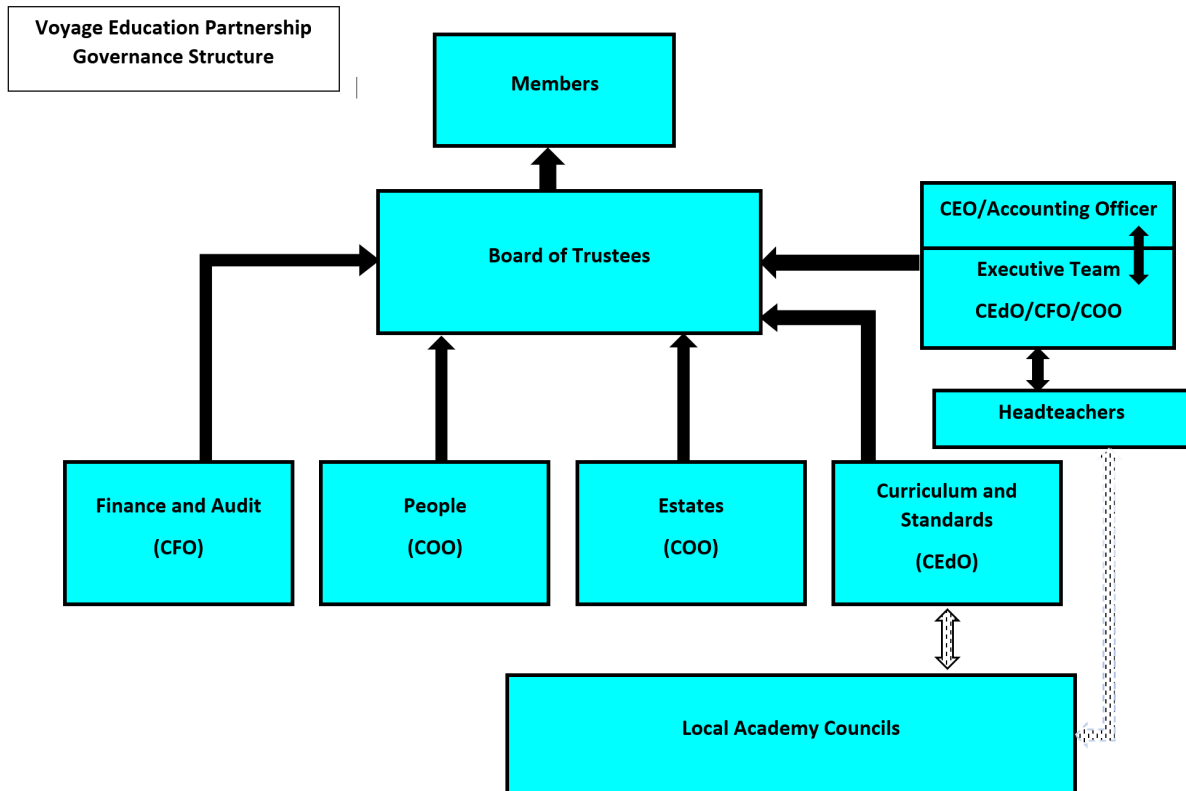 Voyage Education Partnership
Governance Structure
Members
Board of Trustees
CEO/Accounting Officer
Executive Team
CEdO/CFO/COO
Headteachers
Finance and Audit
(CFO)
People
(COO)
Estates
(COO)
Curriculum and
Standards
(CEdO)
Local Academy Councils